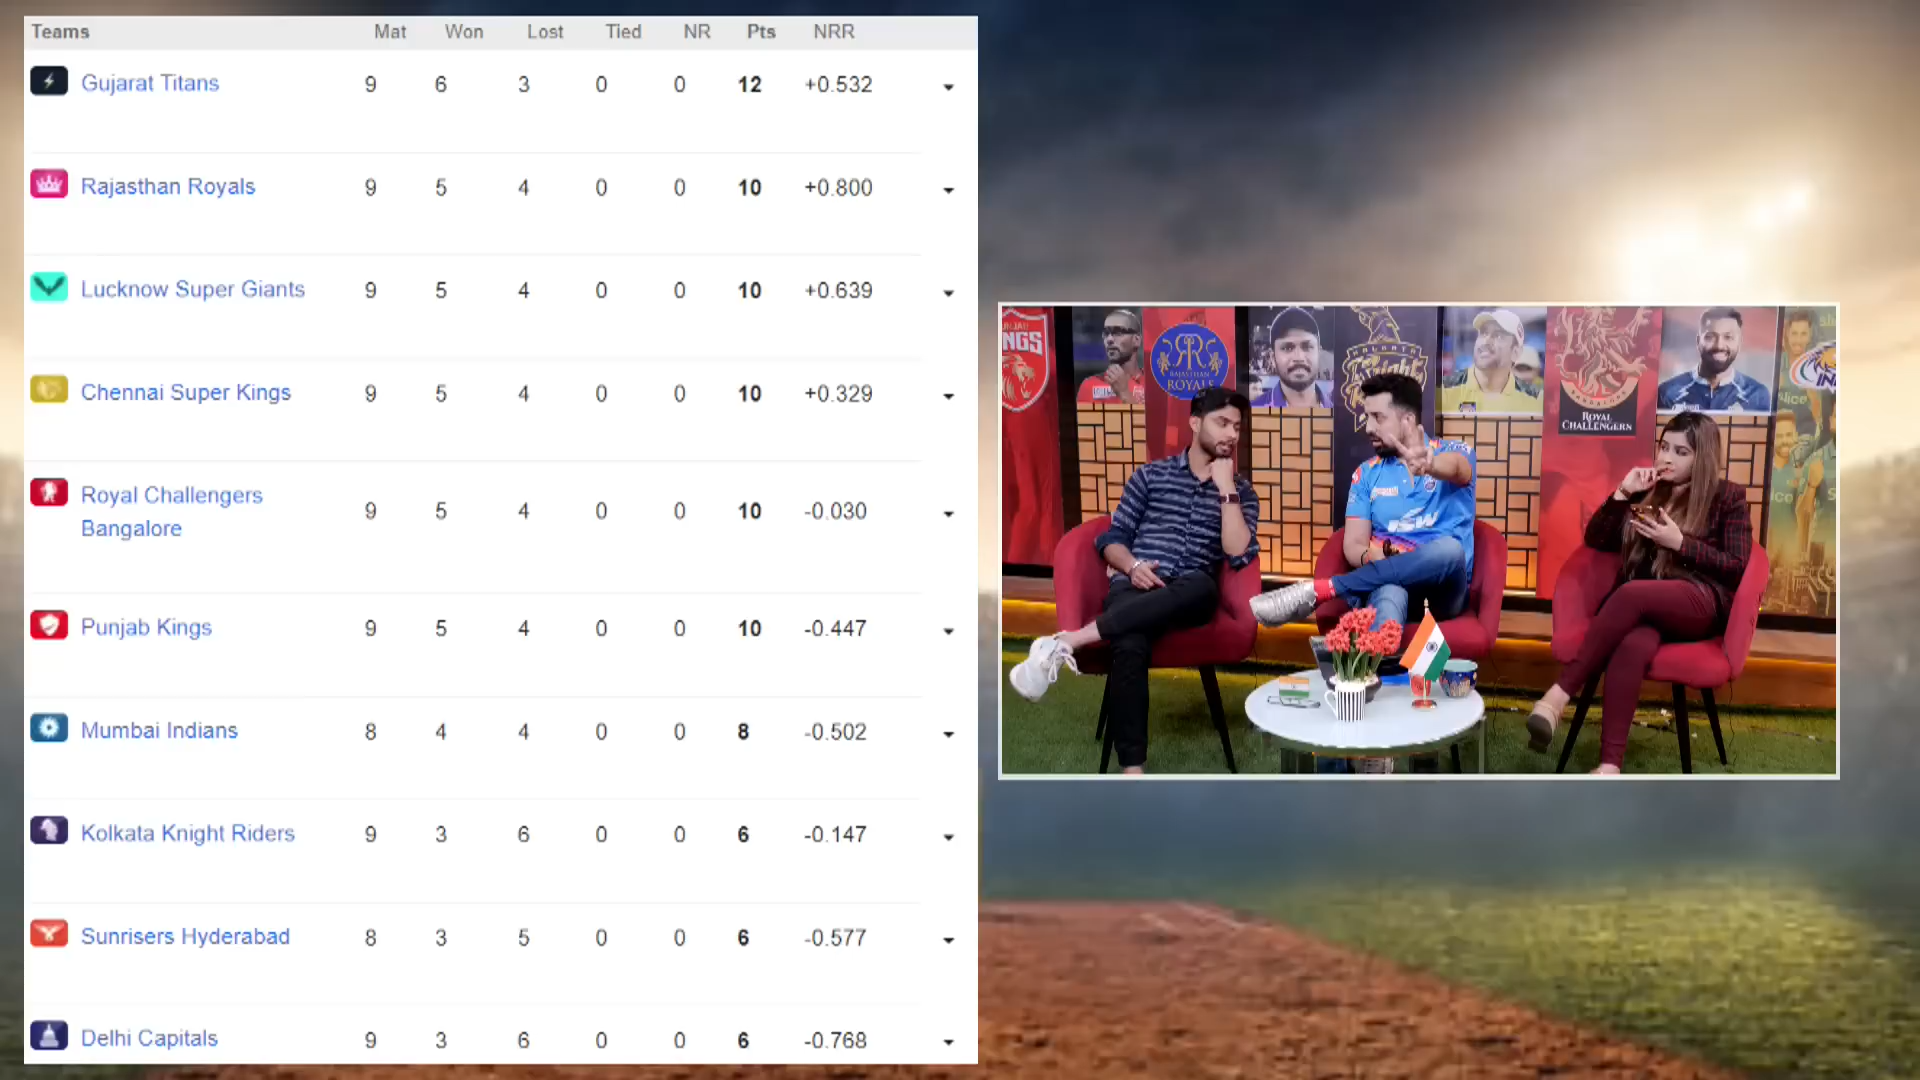 Teams Mat Won Lost Tied NR Pts NRR
Gujarat Titans 9 6 3 0 0 12 +0.532
Rajasthan Royals 9 5 4 0 0 10 +0.800
Lucknow Super Giants 9 5 4 0 0 10 +0.639
Chennai Super Kings 9 5 4 0 0 10 +0.329
Royal Challengers
Bangalore 9 5 4 0 0 10 -0.030
Punjab Kings 9 5 4 0 0 10 -0.447
Mumbai Indians 8 4 4 0 0 8 -0.502
Kolkata Knight Riders 9 3 6 0 0 6 -0.147
Sunrisers Hyderabad 8 3 5 0 0 6 -0.577
Delhi Capitals 9 3 6 0 0 6 -0.768
RAJASTHAN
ROYALS
Knight
ROYAL
CHALLENGERS
JSW